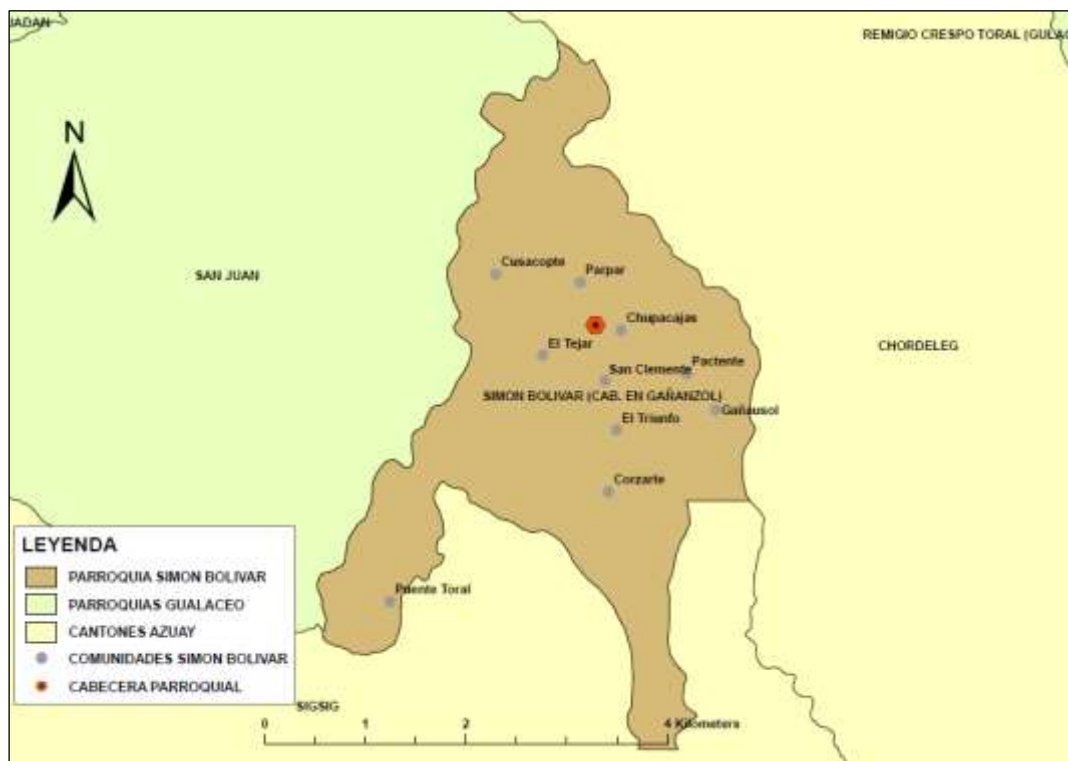 JADAN
REMIGIO CRESPO TORAL (GULAC
N
SAN JUAN
Cusacopte
Parpar
Chupacajas
CHORDELEG
El Tejar
San Clemente
Pactente
SIMON BOLIVAR (CAB. EN GAÑANZOL)
Gañausol
El Triunfo
Corzarte
Puente Toral
LEYENDA
PARROQUIA SIMON BOLIVAR
PARROQUIAS GUALACEO
CANTONES AZUAY
COMUNIDADES SIMON BOLIVAR
CABECERA PARROQUIAL
SIGSIG
0 1 2 4 Kilometers